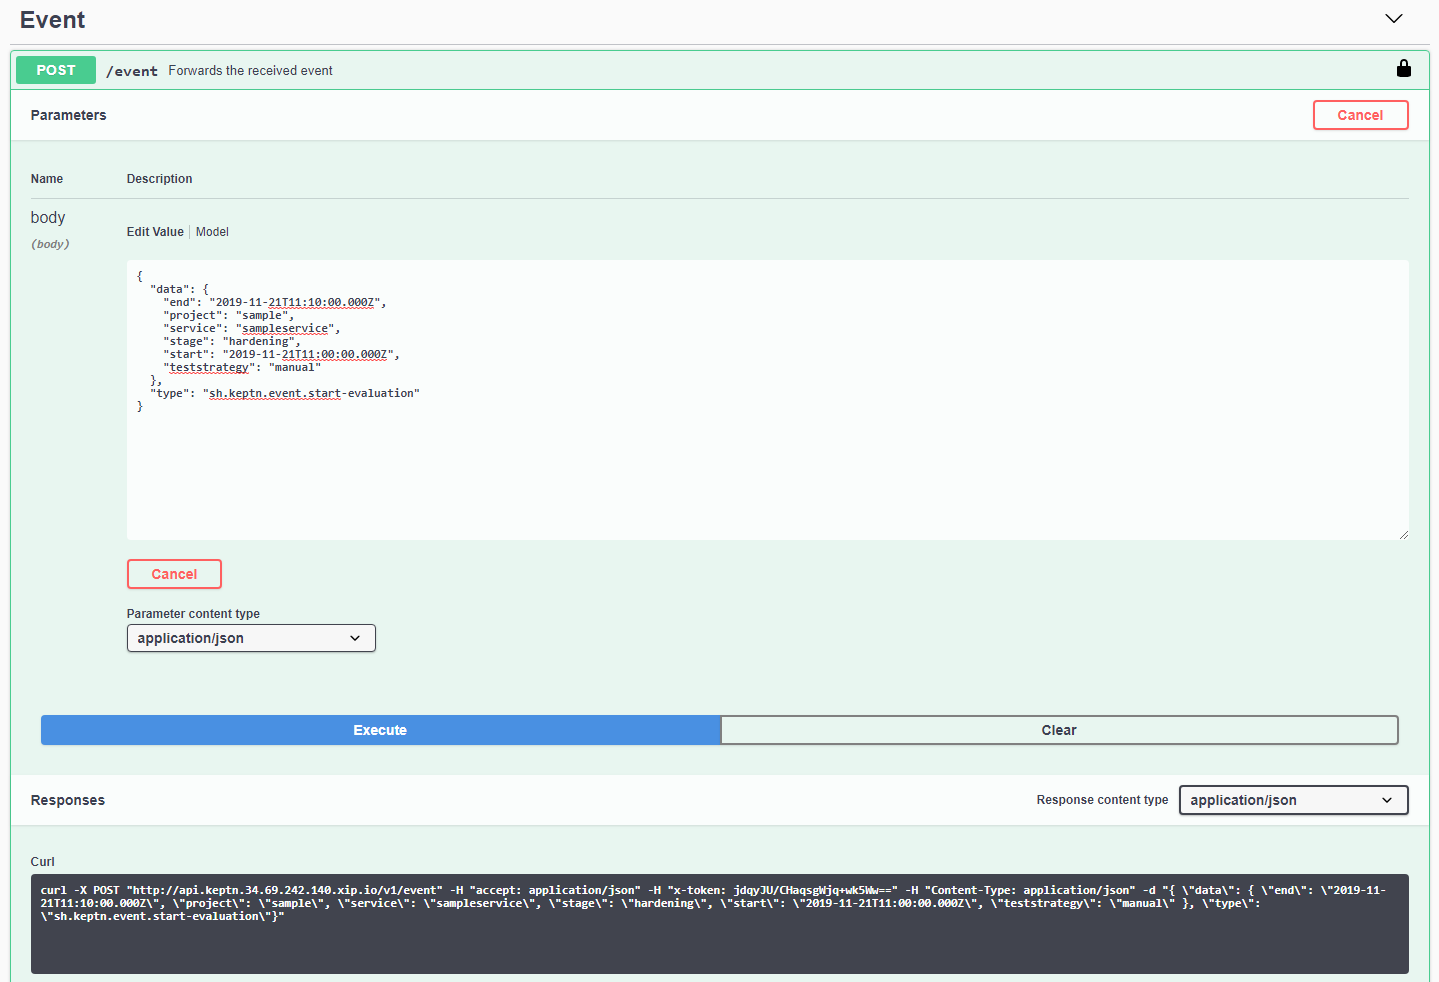 Event
POST /event Forwards the received event
Parameters
Cancel
Name Description
body
(body)
Edit Value | Model
{
  "data": {
    "end": "2019-11-21T11:10:00.000Z",
    "project": "sample",
    "service": "sampleservice",
    "stage": "hardening",
    "start": "2019-11-21T11:00:00.000Z",
    "teststrategy": "manual"
  },
  "type": "sh.keptn.event.start-evaluation"
}
Cancel
Parameter content type
application/json
Execute
Clear
Responses
Response content type application/json
Curl
curl -X POST "http://api.keptn.34.69.242.140.xip.io/v1/event" -H "accept: application/json" -H "x-token: jdqyJU/CHaqsgWjq+wk5Ww==" -H "Content-Type: application/json" -d "{ \"data\": { \"end\": \"2019-11-
21T11:10:00.000Z\", \"project\": \"sample\", \"service\": \"sampleservice\", \"stage\": \"hardening\", \"start\": \"2019-11-21T11:00:00.000Z\", \"teststrategy\": \"manual\" }, \"type\":
\"sh.keptn.event.start-evaluation\"}"